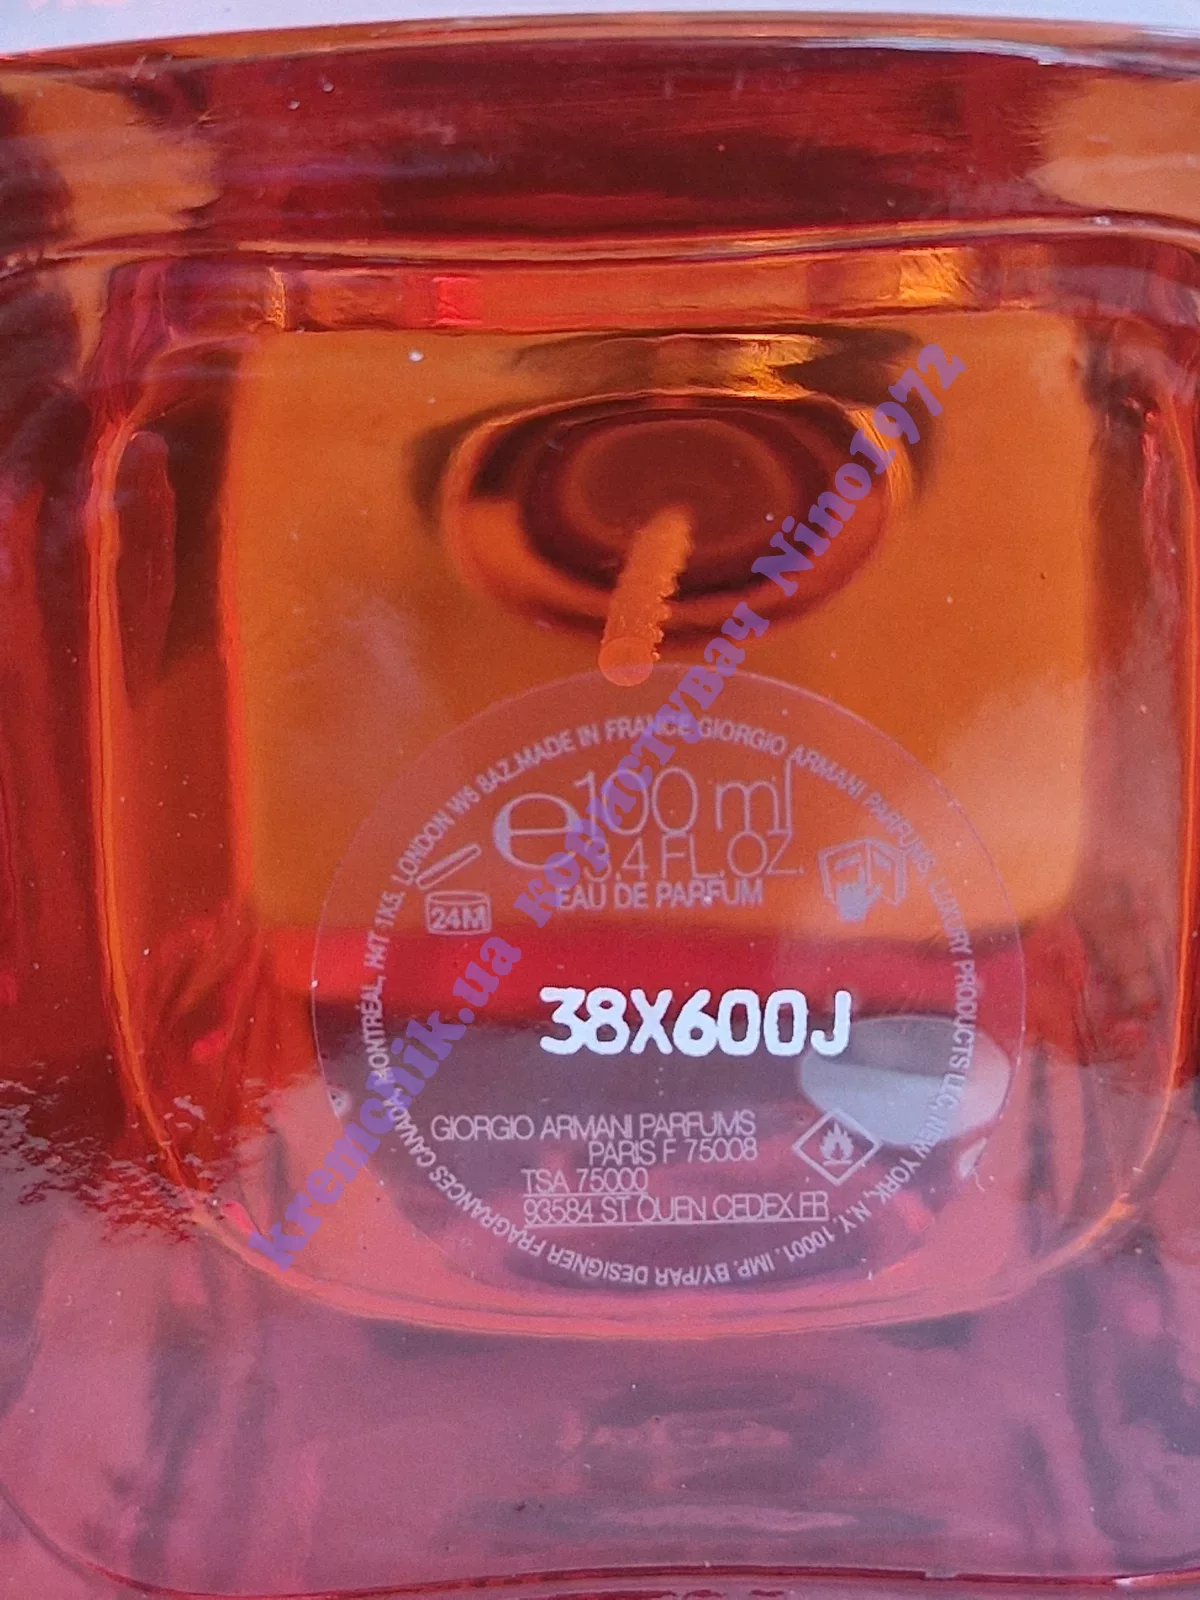 MADE IN FRANCE GIORGIO ARMANI PARFUMS, LUXURY PRODUCTS LLC, NEW YORK, N.Y. 10001. IMP. BY/PAR DESIGNER FRAGRANCES CANADA, MONTRÉAL, H4T 1K5. LONDON W6 8AZ.
e 100 ml
3.4 FL.OZ.
EAU DE PARFUM
24M
38X600J
GIORGIO ARMANI PARFUMS
PARIS F 75008
TSA 75000
93584 ST OUEN CEDEX FR
kremchik.ua Користувач Nino1972